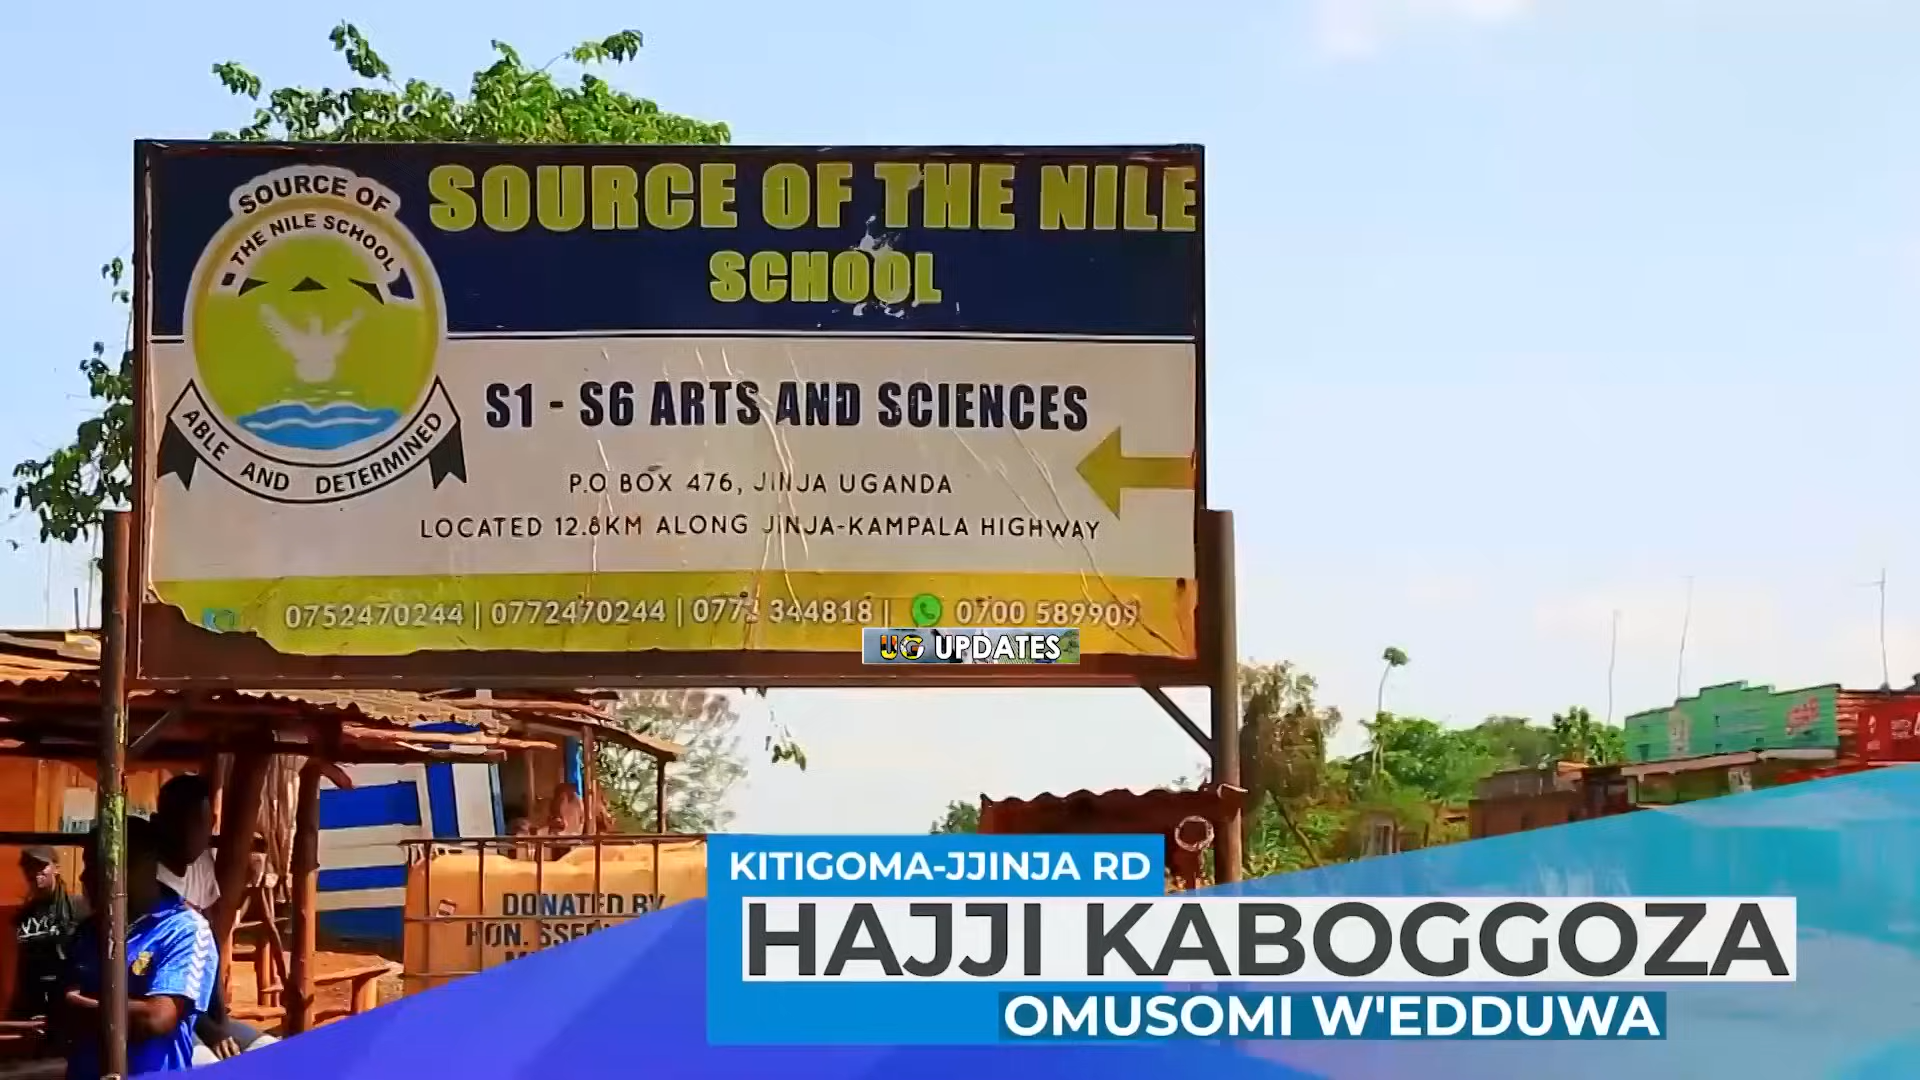 SOURCE OF
THE NILE SCHOOL
ABLE AND DETERMINED
SOURCE OF THE NILE
SCHOOL
S1 - S6 ARTS AND SCIENCES
P.O BOX 476, JINJA UGANDA
LOCATED 12.8KM ALONG JINJA-KAMPALA HIGHWAY
0752470244 | 0772470244 | 0772 344818 | 0700 589909
UG UPDATES
DONATED BY
HON.
KITIGOMA-JJINJA RD
HAJJI KABOGGOZA
OMUSOMI W'EDDUWA